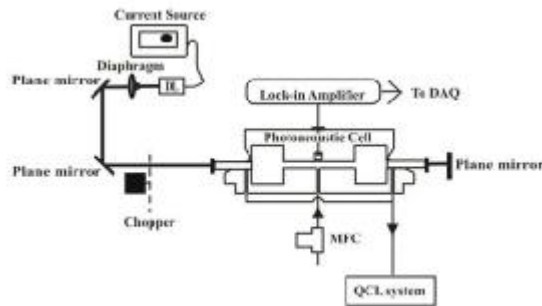 Current Source
Diaphragm
Plane mirror
DL
Lock-in Amplifier
To DAQ
Photoacoustic Cell
Plane mirror
Plane mirror
Chopper
MFC
QCL system